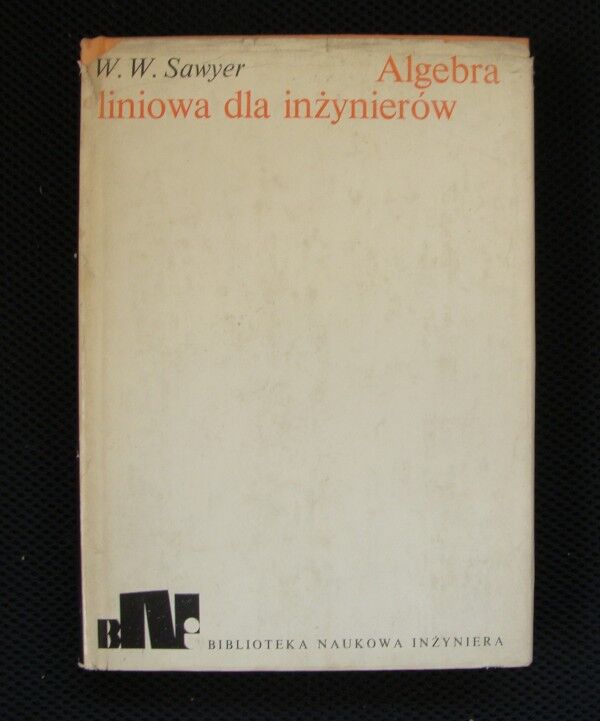 W. W. Sawyer Algebra
liniowa dla inżynierów
BNi BIBLIOTEKA NAUKOWA INŻYNIERA